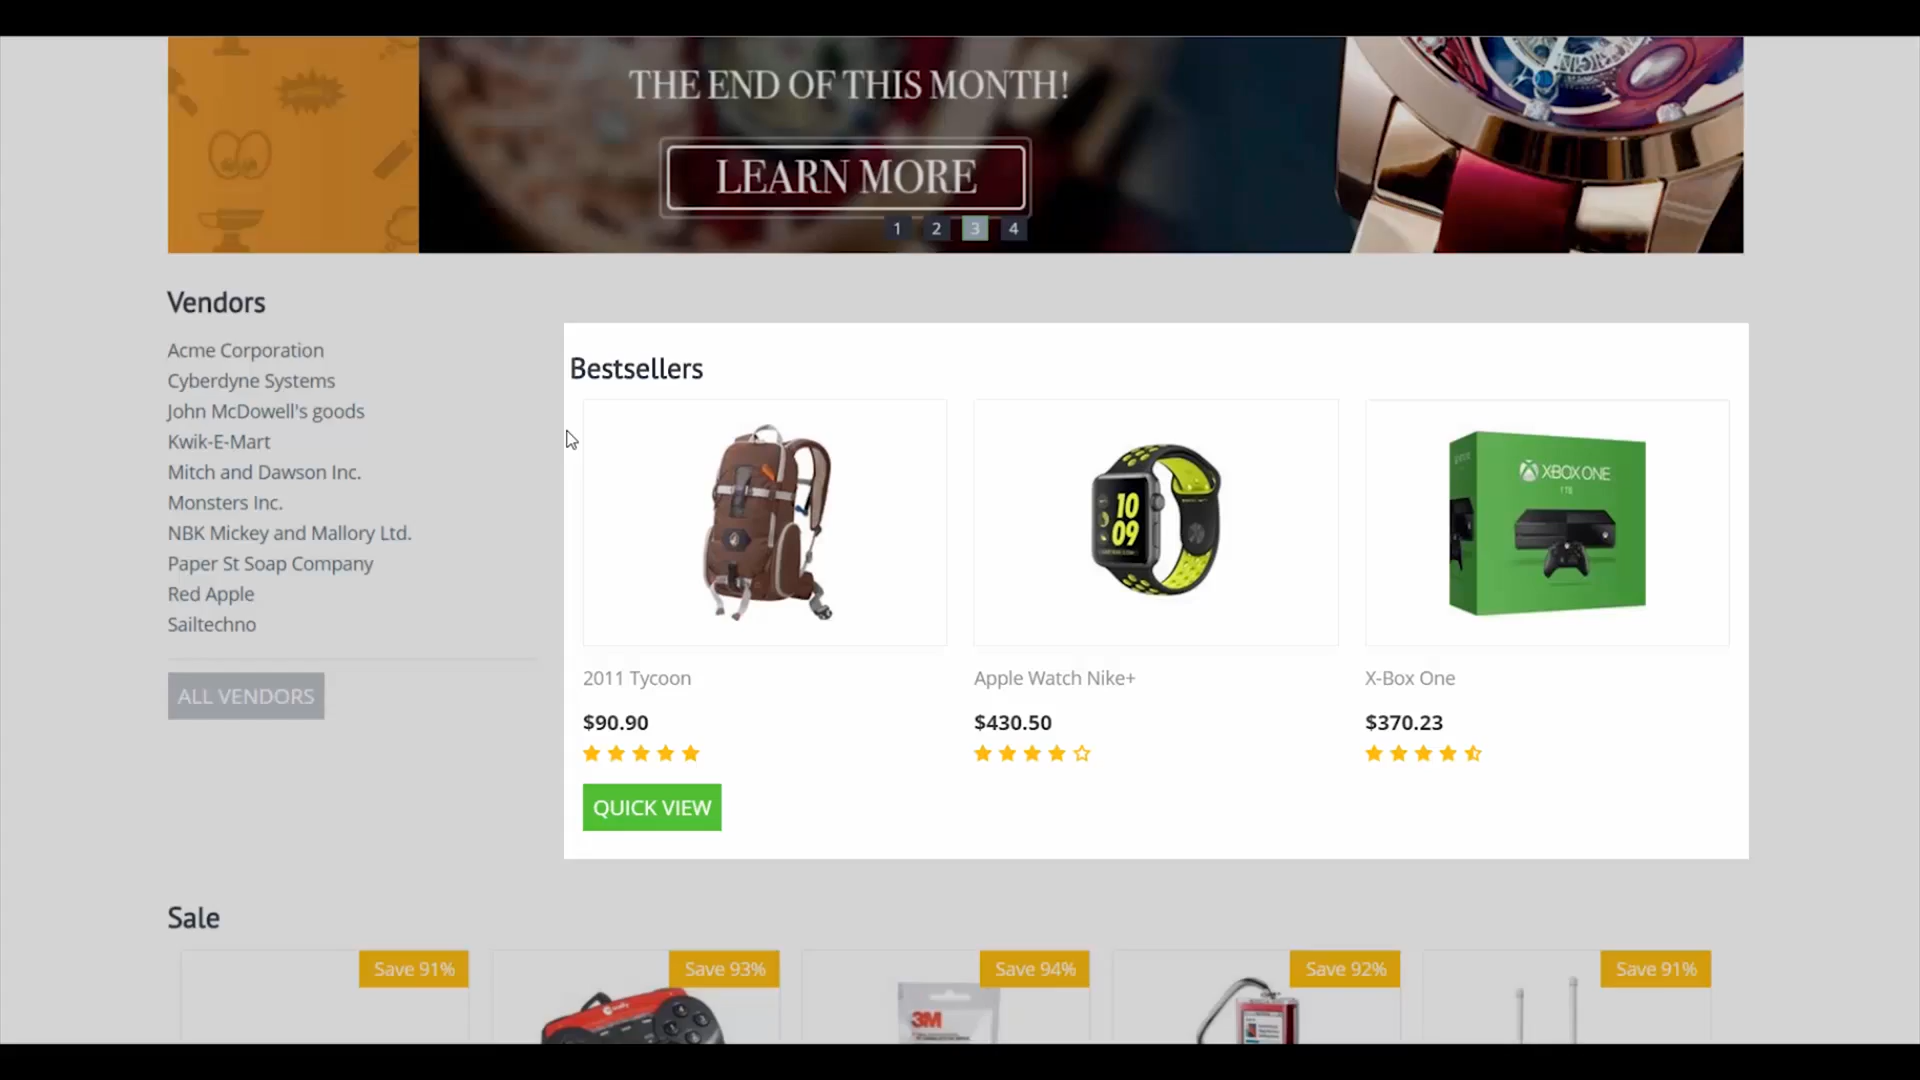 THE END OF THIS MONTH!
LEARN MORE
1 2 3 4
Vendors
Acme Corporation
Cyberdyne Systems
John McDowell's goods
Kwik-E-Mart
Mitch and Dawson Inc.
Monsters Inc.
NBK Mickey and Mallory Ltd.
Paper St Soap Company
Red Apple
Sailtechno
ALL VENDORS
Bestsellers
10
09
XBOX ONE
1TB
2011 Tycoon
Apple Watch Nike+
X-Box One
$90.90
$430.50
$370.23
QUICK VIEW
Sale
Save 91%
Save 93%
Save 94%
Save 92%
Save 91%
3M